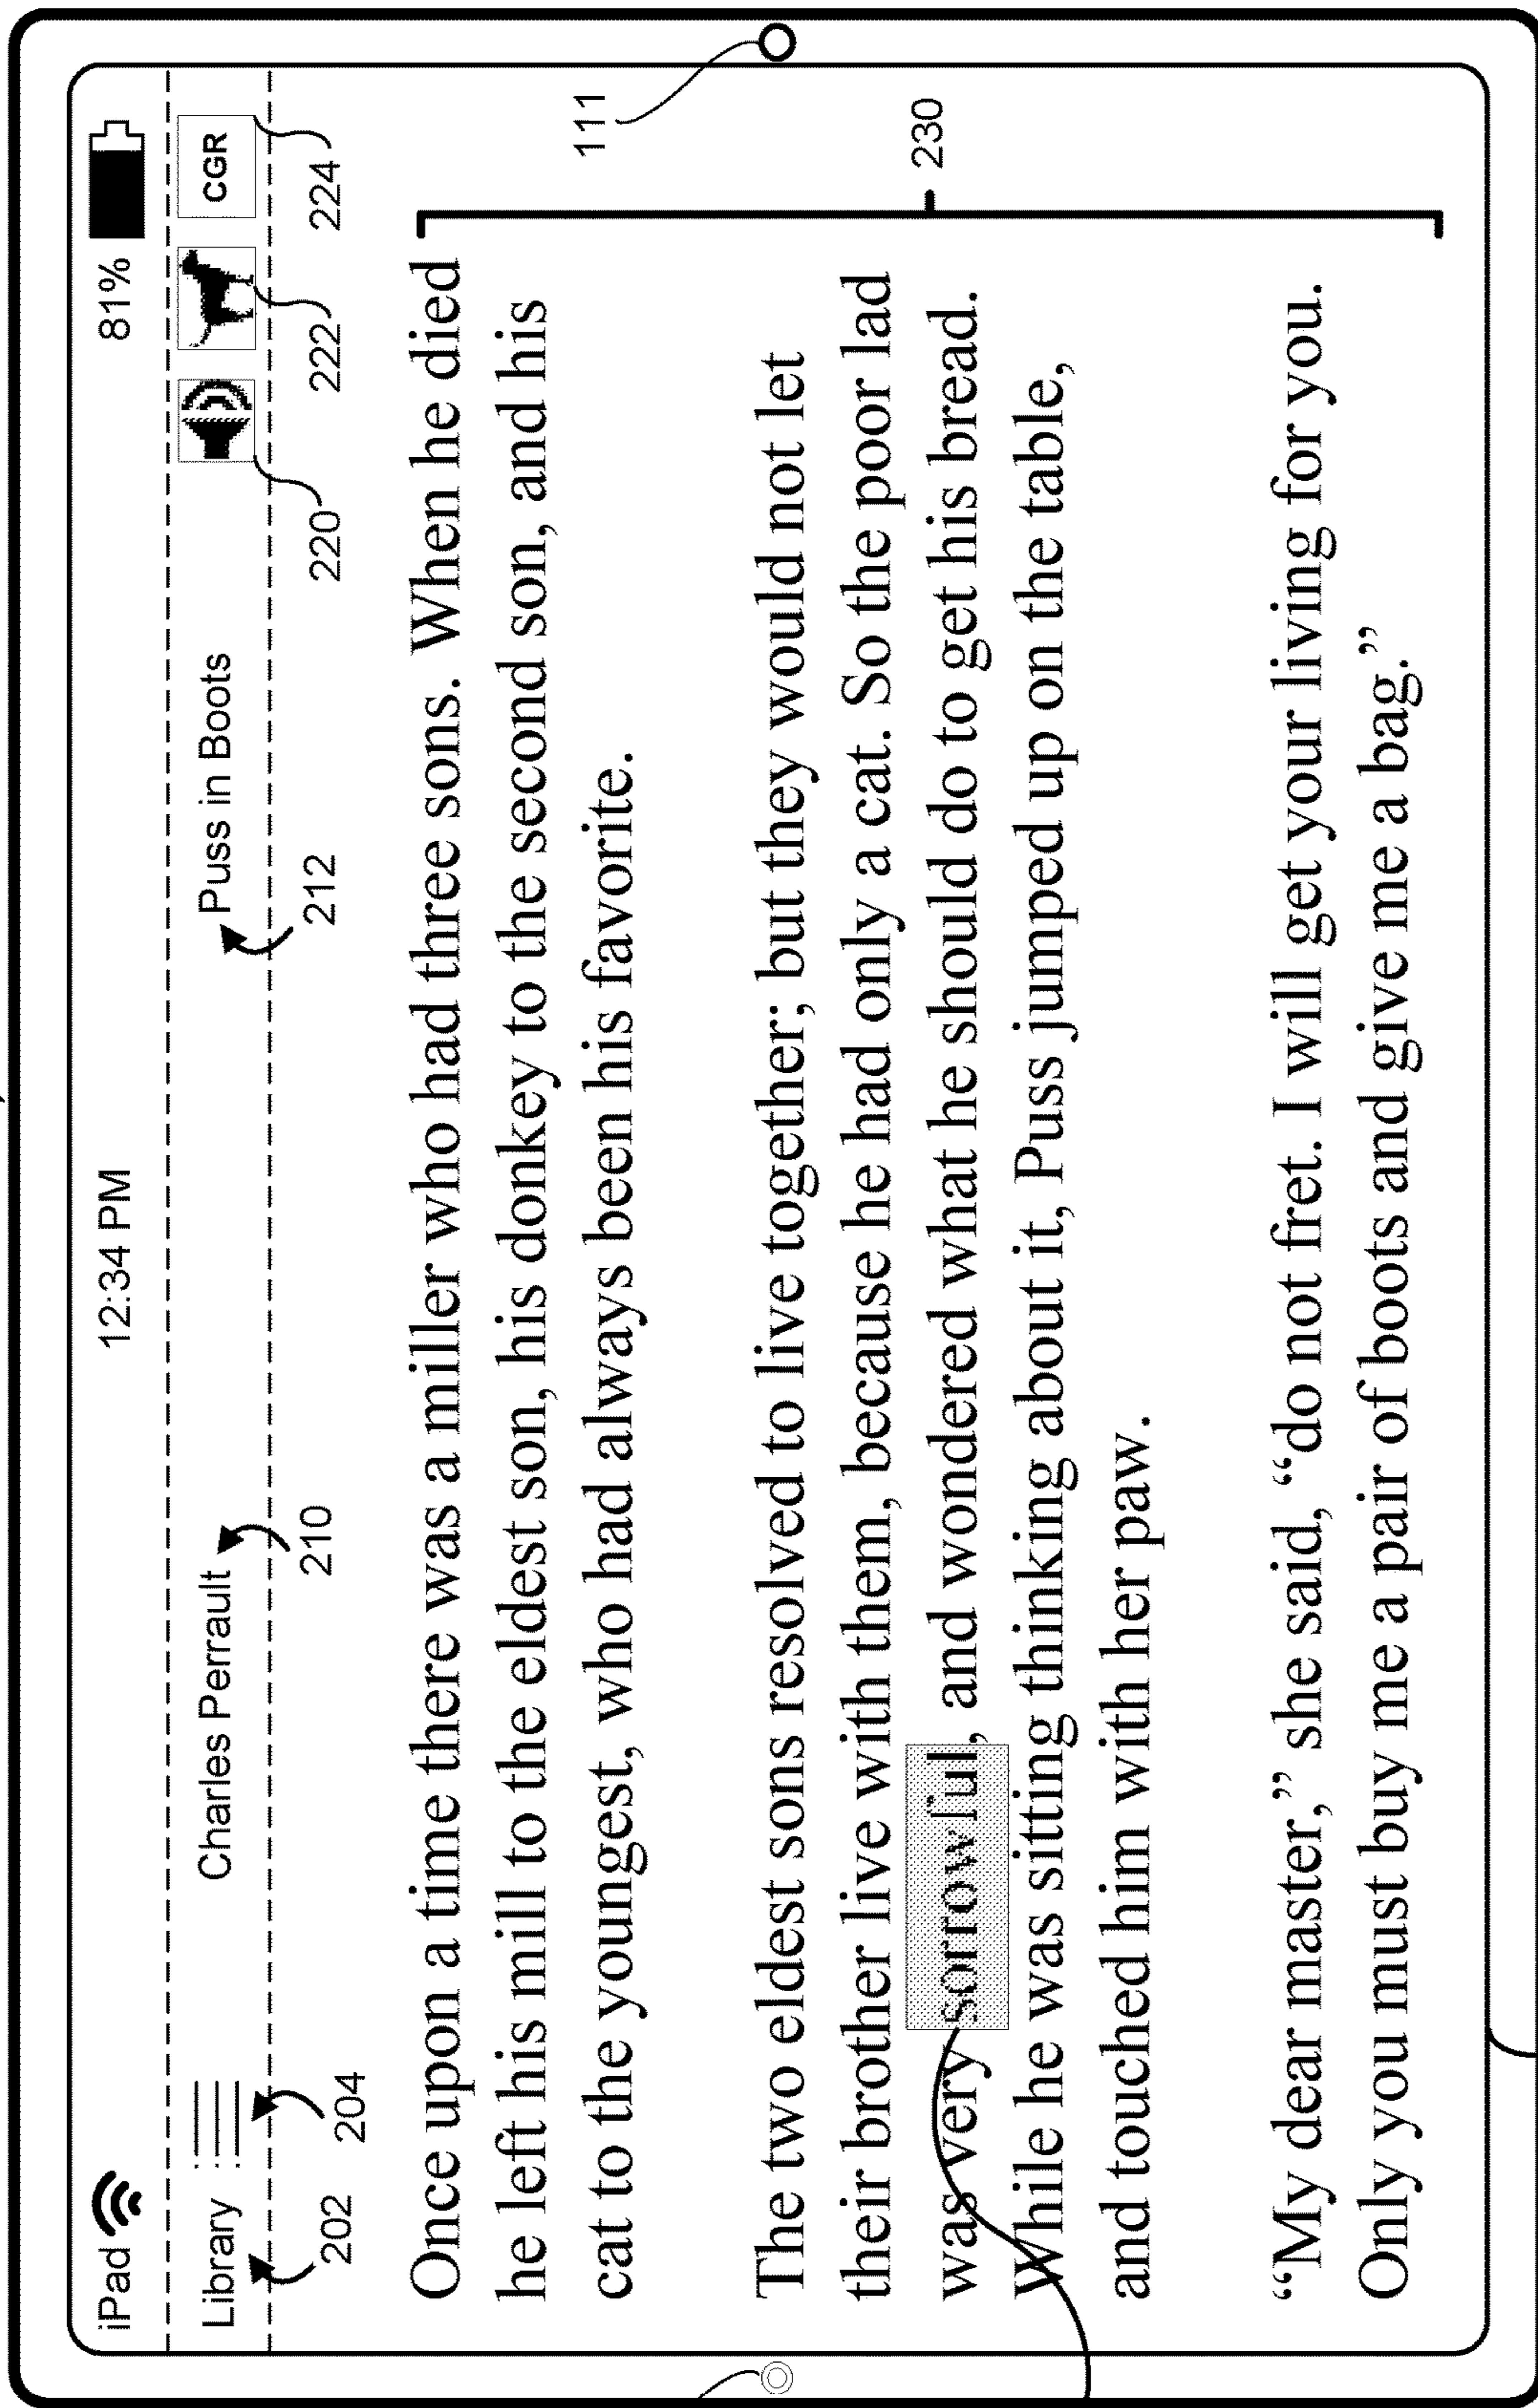 iPad 12:34 PM 81%
Library Charles Perrault Puss in Boots CGR
202 204 210 212 220 222 224
Once upon a time there was a miller who had three sons. When he died
he left his mill to the eldest son, his donkey to the second son, and his
cat to the youngest, who had always been his favorite.
111
The two eldest sons resolved to live together; but they would not let
their brother live with them, because he had only a cat. So the poor lad
was very sorrowful, and wondered what he should do to get his bread.
While he was sitting thinking about it, Puss jumped up on the table,
and touched him with her paw.
230
“My dear master,” she said, “do not fret. I will get your living for you.
Only you must buy me a pair of boots and give me a bag.”